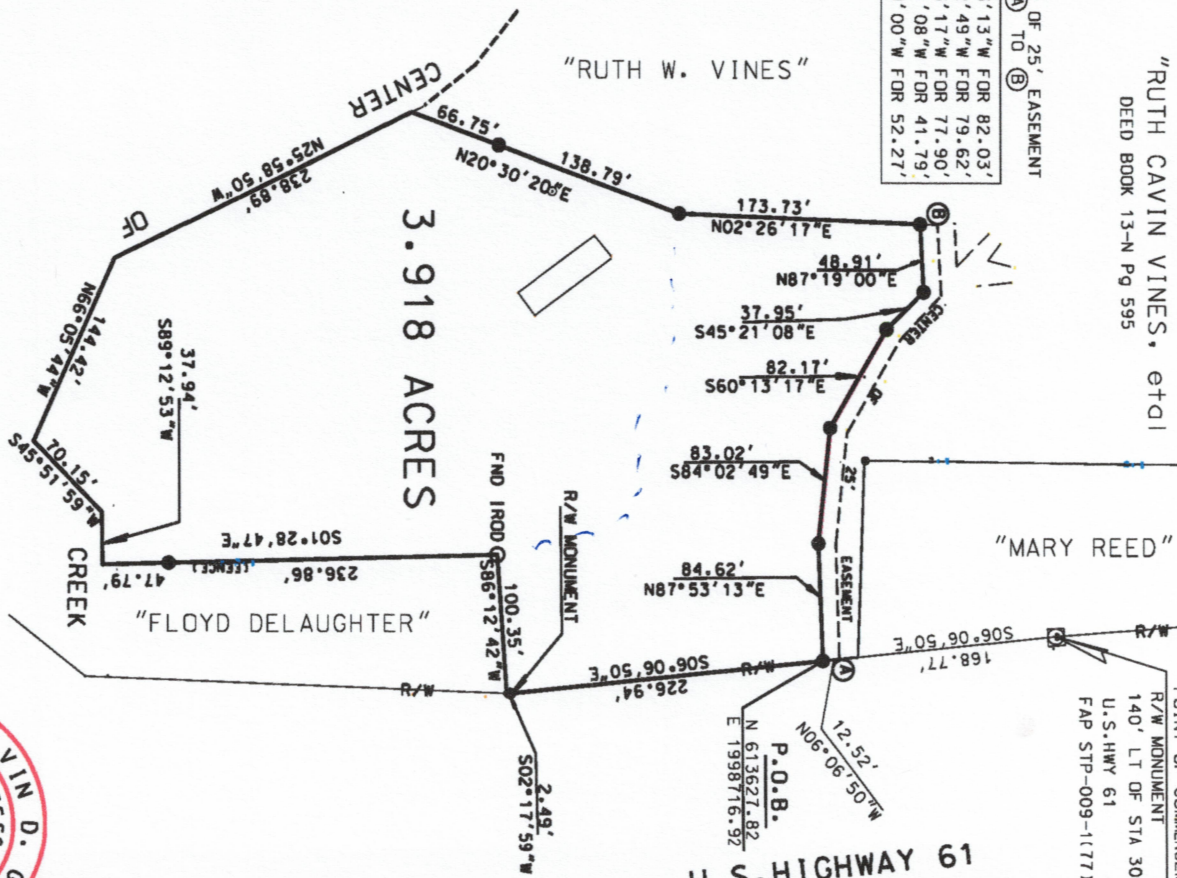 OF 25' EASEMENT
Ⓐ TO Ⓑ
'13"W FOR 82.03'
'49"W FOR 79.62'
'17"W FOR 77.90'
'08"W FOR 41.79'
'00"W FOR 52.27'
"RUTH CAVIN VINES, etal
DEED BOOK 13-N Pg 595
"RUTH W. VINES"
CENTER
OF
CREEK
66.75'
138.79'
N20°30'20"E
173.73'
N02°26'17"E
48.91'
N87°19'00"E
37.95'
S45°21'08"E
82.17'
S60°13'17"E
83.02'
S84°02'49"E
84.62'
N87°53'13"E
CENTER
OF
25'
EASEMENT
Ⓑ
Ⓐ
"MARY REED"
N25°58'50"W
238.89'
144.42'
N66°05'44"W
70.15'
S45°51'59"W
37.94'
S89°12'53"W
47.79'
S01°28'47"E
236.86'
(FENCE)
3.918 ACRES
FND IROD
R/W MONUMENT
100.35'
S86°12'42"W
"FLOYD DELAUGHTER"
R/W
S06°06'50"E
226.94'
R/W
S06°06'50"E
168.77'
R/W
12.52'
N06°06'50"W
P.O.B.
N 613627.82
E 1998716.92
2.49'
S02°17'59"W
R/W MONUMENT
140' LT OF STA 30
U.S.HWY 61
FAP STP-009-1(77)
U.S. HIGHWAY 61
VIN D.